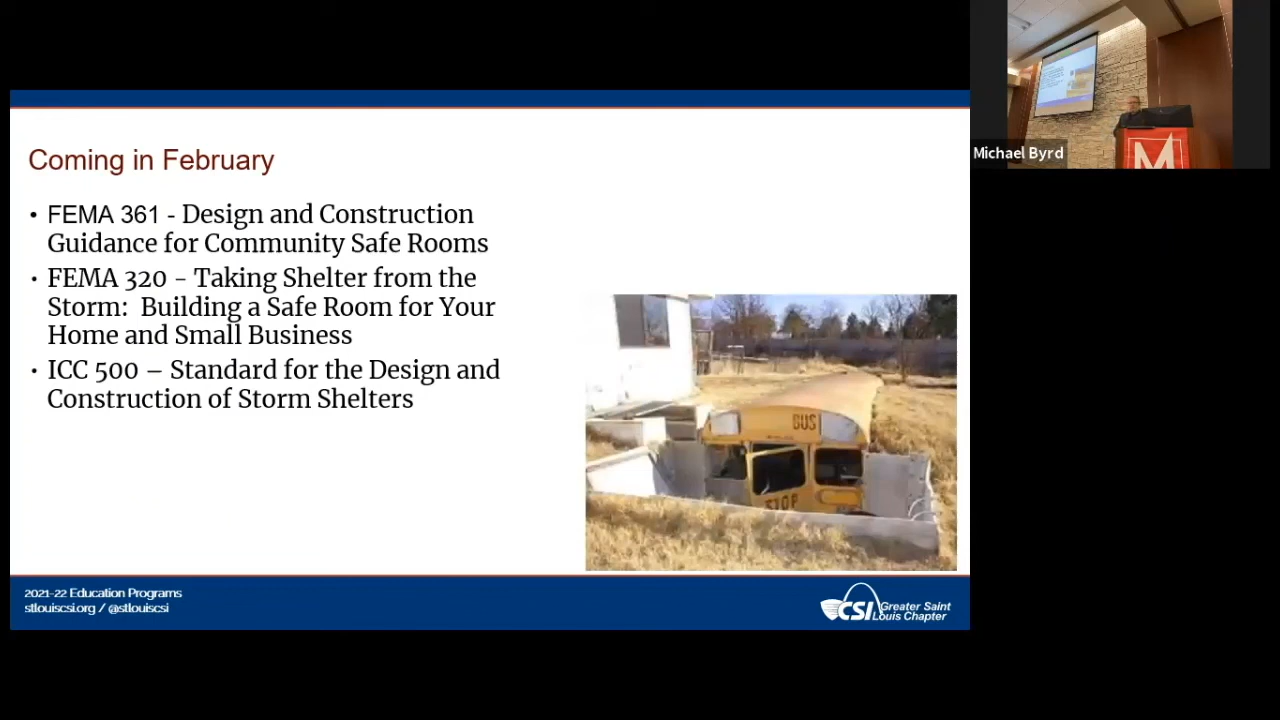 Coming in February
• FEMA 361 - Design and Construction
Guidance for Community Safe Rooms
• FEMA 320 - Taking Shelter from the
Storm: Building a Safe Room for Your
Home and Small Business
• ICC 500 – Standard for the Design and
Construction of Storm Shelters
BUS
STOP
2021-22 Education Programs
stlouiscsi.org / @stlouiscsi
CSI Greater Saint
Louis Chapter
Michael Byrd
M